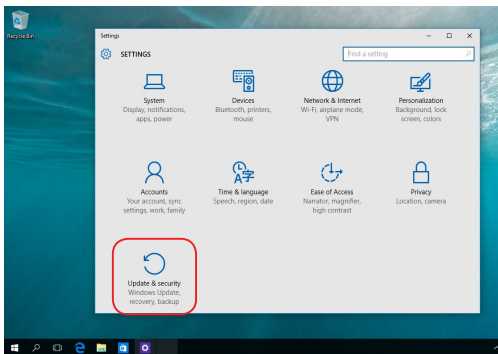 Recycle Bin
Settings
SETTINGS
Find a setting
System
Display, notifications,
apps, power
Devices
Bluetooth, printers,
mouse
Network & Internet
Wi-Fi, airplane mode,
VPN
Personalization
Background, lock
screen, colors
Accounts
Your account, sync
settings, work, family
Time & language
Speech, region, date
Ease of Access
Narrator, magnifier,
high contrast
Privacy
Location, camera
Update & security
Windows Update,
recovery, backup